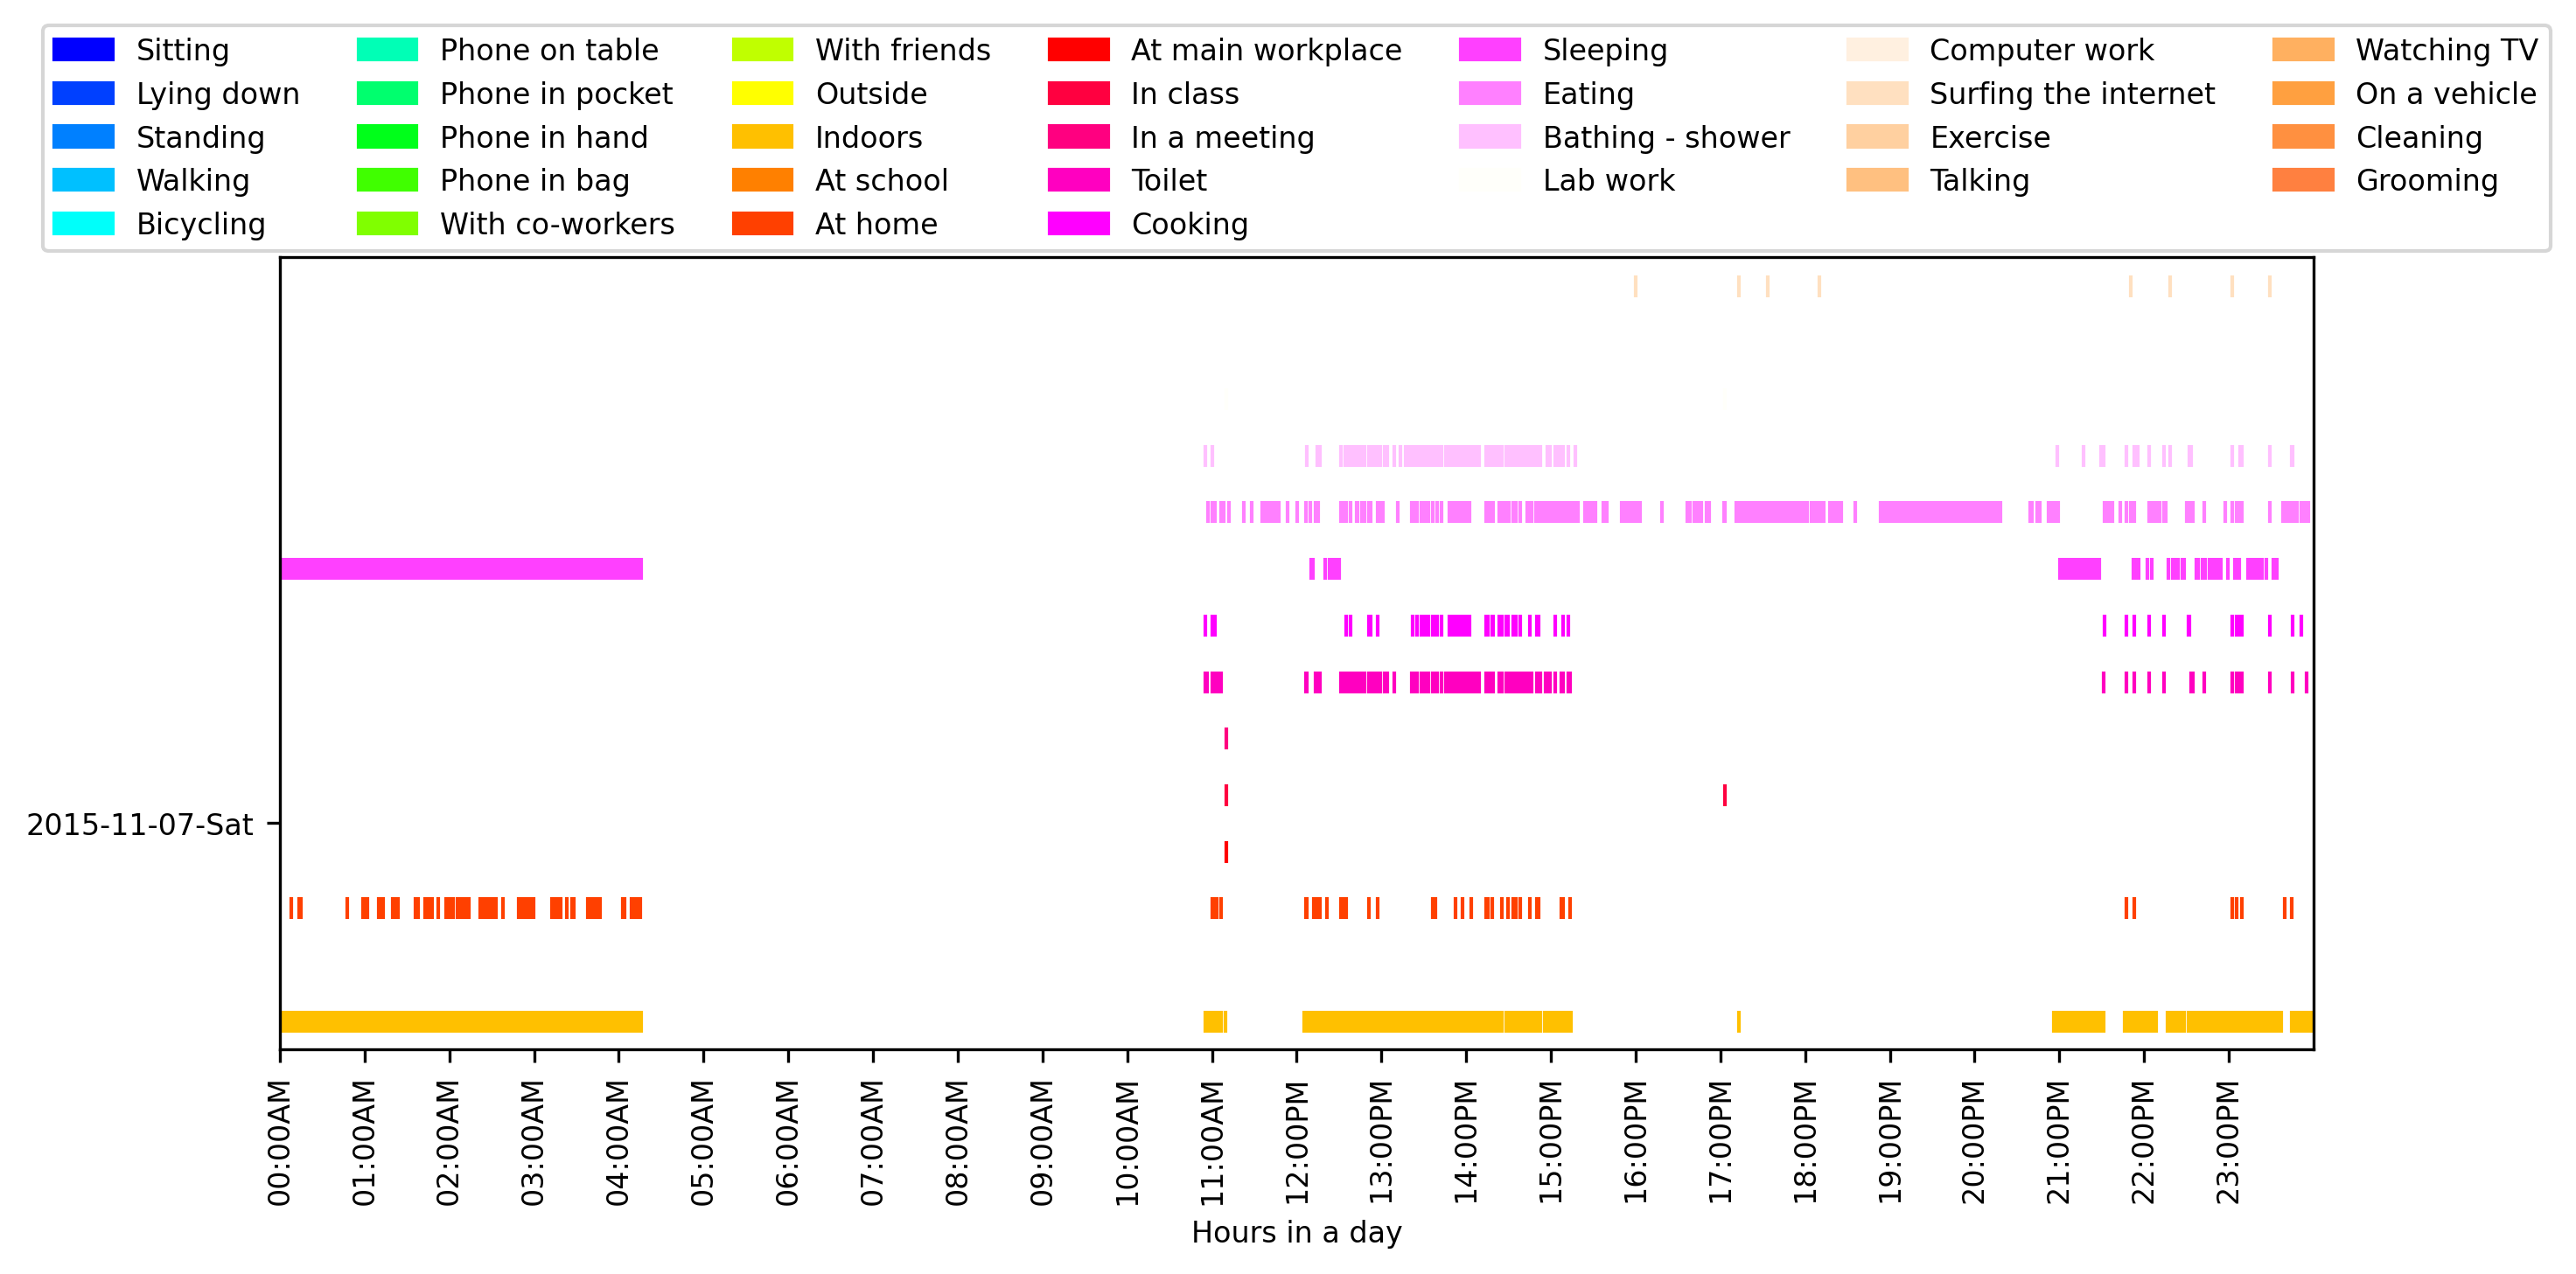 Sitting
Lying down
Standing
Walking
Bicycling
Phone on table
Phone in pocket
Phone in hand
Phone in bag
With co-workers
With friends
Outside
Indoors
At school
At home
At main workplace
In class
In a meeting
Toilet
Cooking
Sleeping
Eating
Bathing - shower
Lab work
Computer work
Surfing the internet
Exercise
Talking
Watching TV
On a vehicle
Cleaning
Grooming
2015-11-07-Sat
00:00AM
01:00AM
02:00AM
03:00AM
04:00AM
05:00AM
06:00AM
07:00AM
08:00AM
09:00AM
10:00AM
11:00AM
12:00PM
13:00PM
14:00PM
15:00PM
16:00PM
17:00PM
18:00PM
19:00PM
20:00PM
21:00PM
22:00PM
23:00PM
Hours in a day